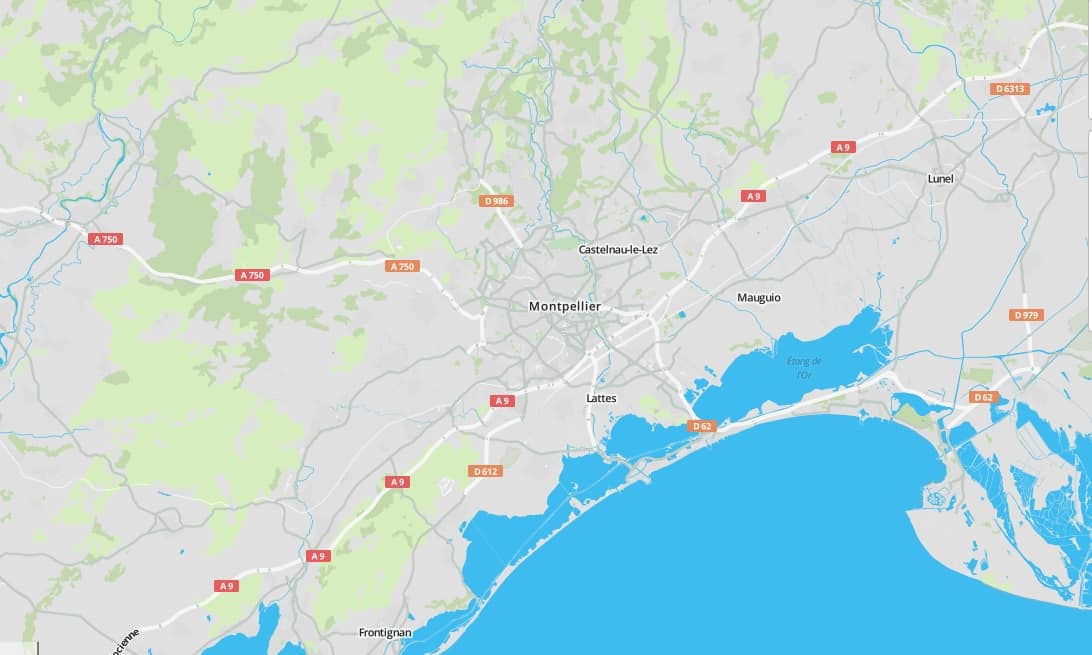 D 6313
A 9
Lunel
A 9
D 986
A 750
Castelnau-le-Lez
A 750
A 750
Mauguio
Montpellier
D 979
Étang de
l'Or
Lattes
A 9
D 62
D 62
D 612
A 9
A 9
A 9
Frontignan